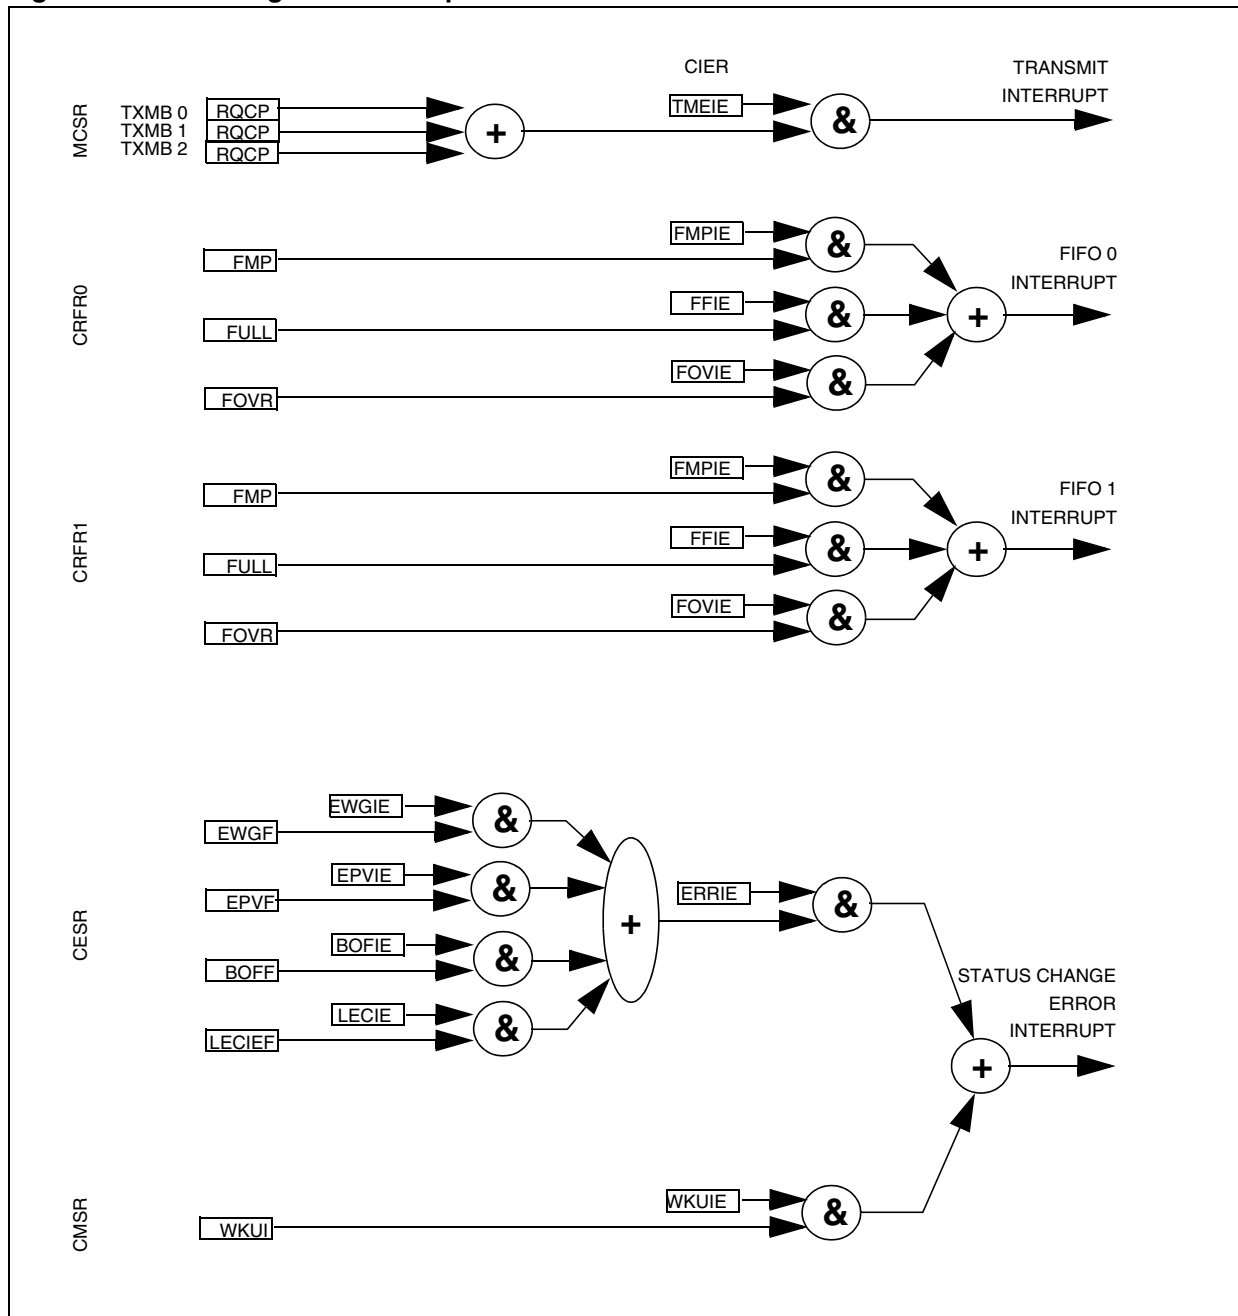 CIER
TRANSMIT
INTERRUPT
MCSR
TXMB 0 RQCP
TXMB 1 RQCP
TXMB 2 RQCP
TMEIE
+
&
CRFR0
FMPIE
FMP
&
FIFO 0
INTERRUPT
FFIE
FULL
&
+
FOVIE
FOVR
&
CRFR1
FMPIE
FMP
&
FIFO 1
INTERRUPT
FFIE
FULL
&
+
FOVIE
FOVR
&
CESR
EWGIE
EWGF
&
EPVIE
EPVF
&
ERRIE
&
+
BOFIE
BOFF
&
LECIE
LECIEF
&
STATUS CHANGE
ERROR
INTERRUPT
+
CMSR
WKUIE
WKUI
&